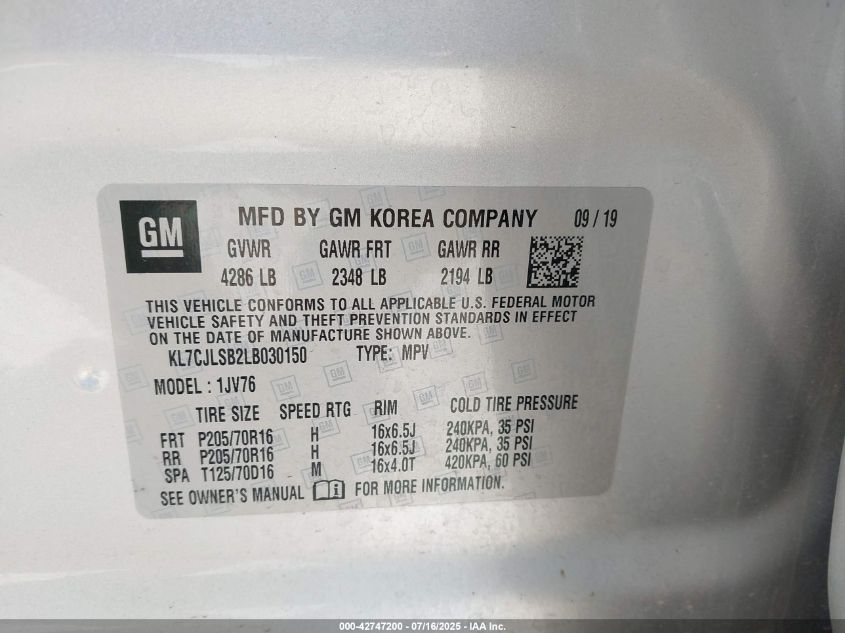 GM MFD BY GM KOREA COMPANY 09 / 19
GVWR GAWR FRT GAWR RR
4286 LB 2348 LB 2194 LB
THIS VEHICLE CONFORMS TO ALL APPLICABLE U.S. FEDERAL MOTOR
VEHICLE SAFETY AND THEFT PREVENTION STANDARDS IN EFFECT
ON THE DATE OF MANUFACTURE SHOWN ABOVE.
KL7CJLSB2LB030150 TYPE: MPV
MODEL : 1JV76
TIRE SIZE SPEED RTG RIM COLD TIRE PRESSURE
FRT P205/70R16 H 16x6.5J 240KPA, 35 PSI
RR P205/70R16 H 16x6.5J 240KPA, 35 PSI
SPA T125/70D16 M 16x4.0T 420KPA, 60 PSI
SEE OWNER'S MANUAL i FOR MORE INFORMATION.
000-42747200 - 07/16/2025 - IAA Inc.